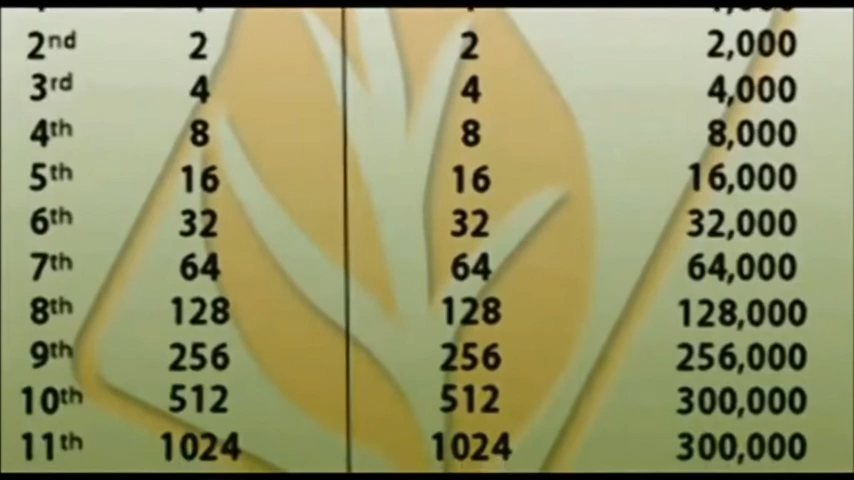 2nd 2 2 2,000
3rd 4 4 4,000
4th 8 8 8,000
5th 16 16 16,000
6th 32 32 32,000
7th 64 64 64,000
8th 128 128 128,000
9th 256 256 256,000
10th 512 512 300,000
11th 1024 1024 300,000